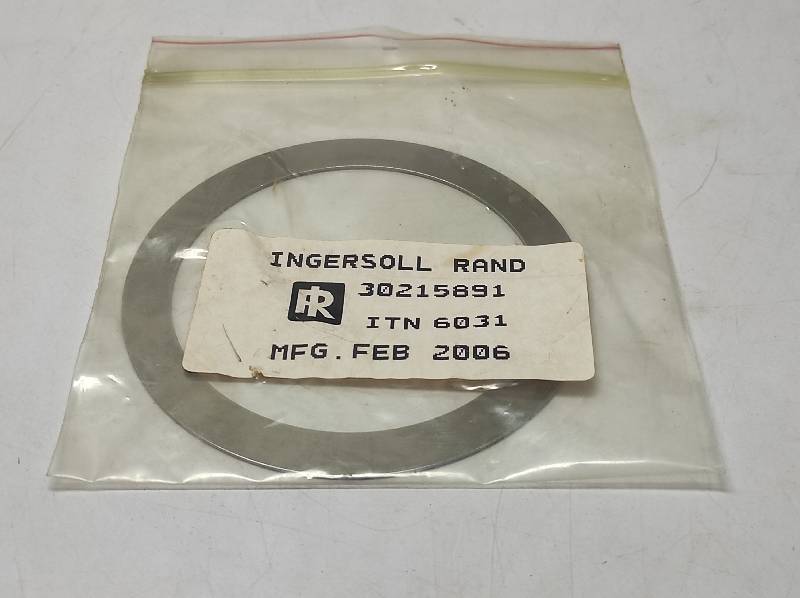 INGERSOLL RAND
IR 30215891
ITN 6031
MFG. FEB 2006